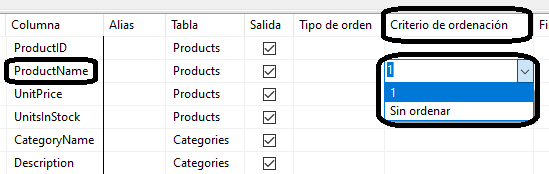 Columna Alias Tabla Salida Tipo de orden Criterio de ordenación Fi
ProductID Products
ProductName Products 1
UnitPrice Products 1
UnitsInStock Products Sin ordenar
CategoryName Categories
Description Categories